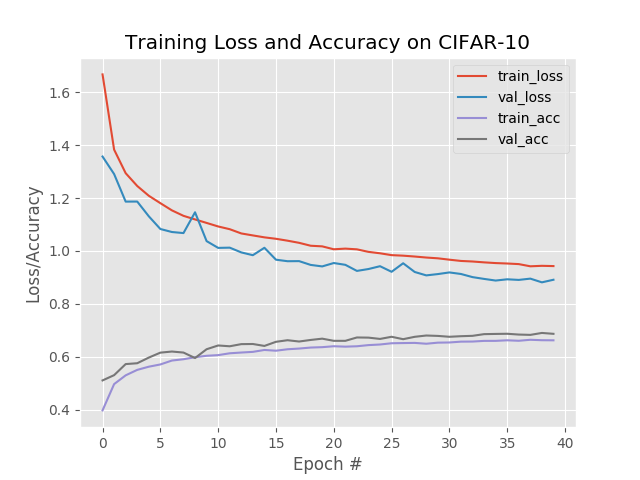 Training Loss and Accuracy on CIFAR-10
train_loss
val_loss
train_acc
val_acc
Loss/Accuracy
1.6
1.4
1.2
1.0
0.8
0.6
0.4
0 5 10 15 20 25 30 35 40
Epoch #